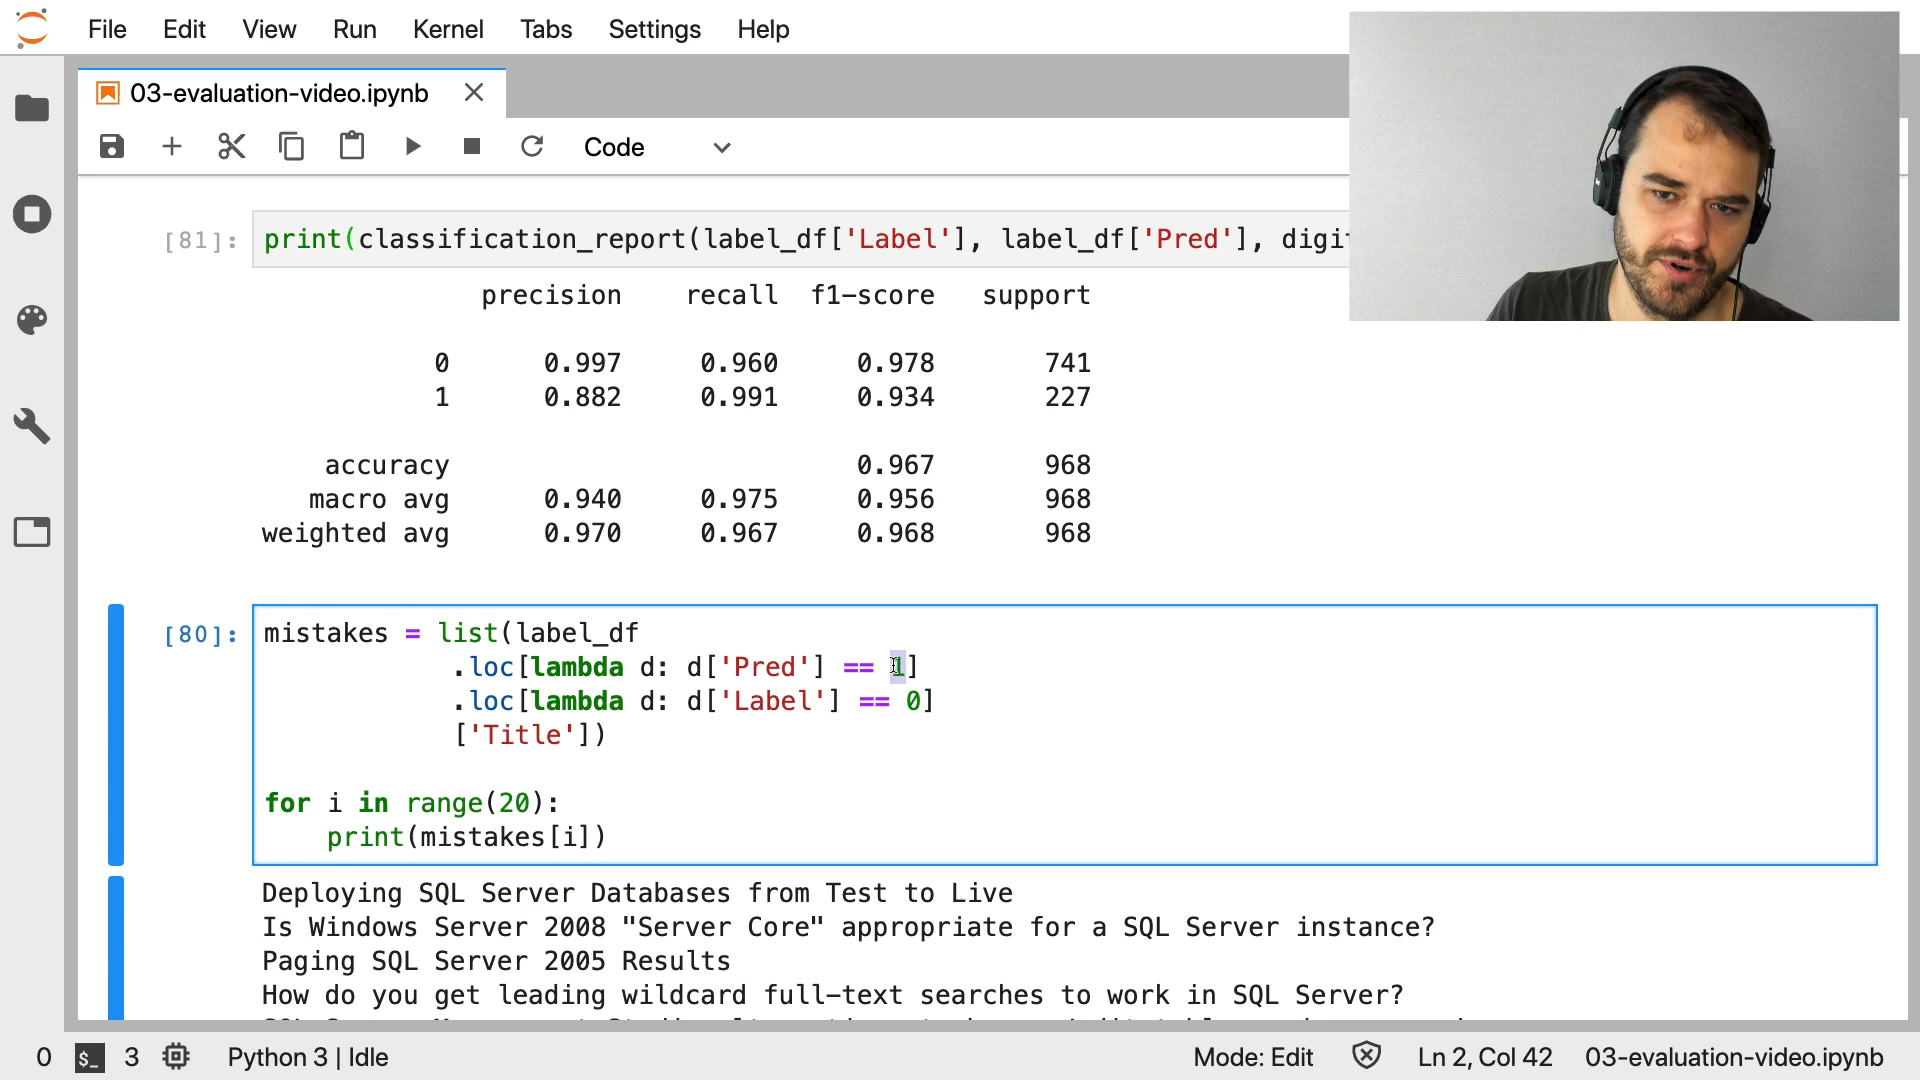 File Edit View Run Kernel Tabs Settings Help
03-evaluation-video.ipynb
Code
[81]: print(classification_report(label_df['Label'], label_df['Pred'], digi
precision recall f1-score support
0 0.997 0.960 0.978 741
1 0.882 0.991 0.934 227
accuracy 0.967 968
macro avg 0.940 0.975 0.956 968
weighted avg 0.970 0.967 0.968 968
[80]: mistakes = list(label_df
.loc[lambda d: d['Pred'] == 1]
.loc[lambda d: d['Label'] == 0]
['Title'])
for i in range(20):
print(mistakes[i])
Deploying SQL Server Databases from Test to Live
Is Windows Server 2008 "Server Core" appropriate for a SQL Server instance?
Paging SQL Server 2005 Results
How do you get leading wildcard full-text searches to work in SQL Server?
0 $_ 3 Python 3 | Idle Mode: Edit Ln 2, Col 42 03-evaluation-video.ipynb